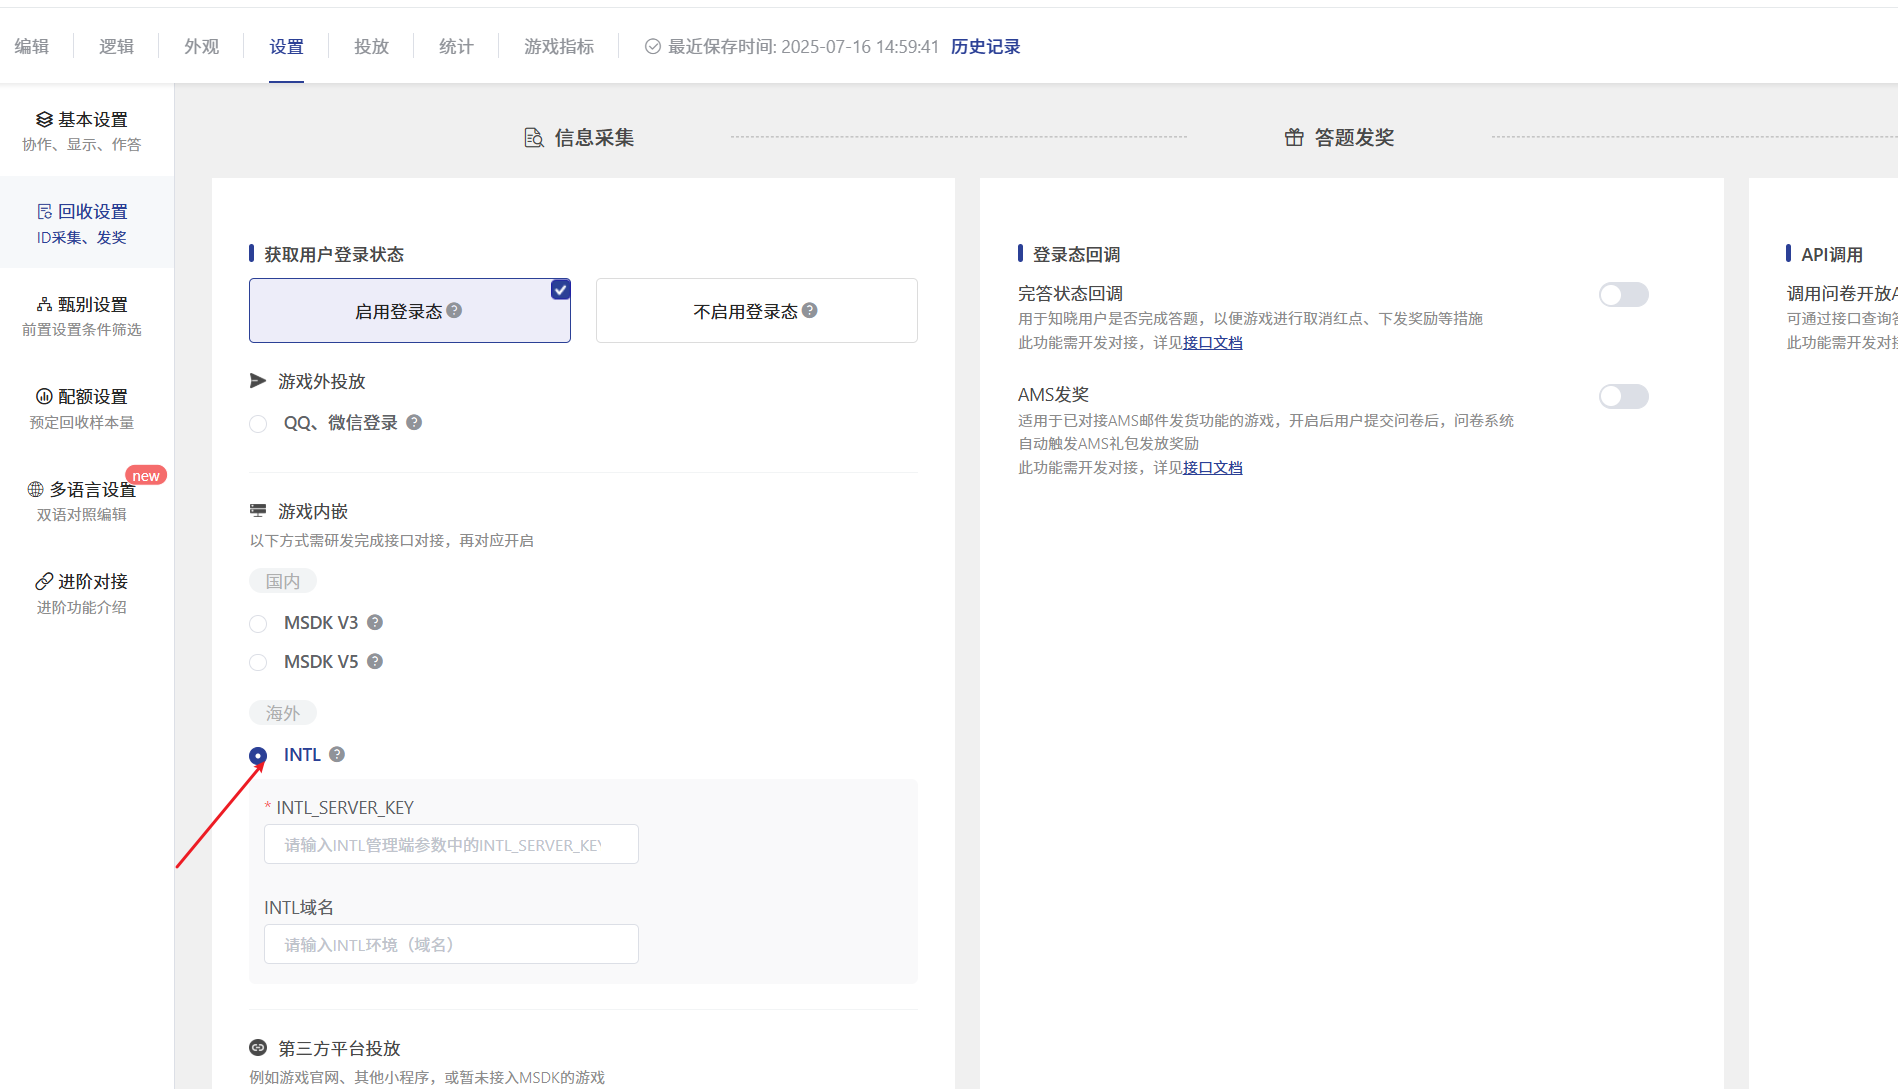 编辑
逻辑
外观
设置
投放
统计
游戏指标
最近保存时间: 2025-07-16 14:59:41 历史记录
基本设置
协作、显示、作答
回收设置
ID采集、发奖
甄别设置
前置设置条件筛选
配额设置
预定回收样本量
new
多语言设置
双语对照编辑
进阶对接
进阶功能介绍
信息采集
答题发奖
获取用户登录状态
启用登录态
不启用登录态
游戏外投放
QQ、微信登录
游戏内嵌
以下方式需研发完成接口对接，再对应开启
国内
MSDK V3
MSDK V5
海外
INTL
* INTL_SERVER_KEY
请输入INTL管理端参数中的INTL_SERVER_KEY
INTL域名
请输入INTL环境（域名）
第三方平台投放
例如游戏官网、其他小程序，或暂未接入MSDK的游戏
登录态回调
完答状态回调
用于知晓用户是否完成答题，以便游戏进行取消红点、下发奖励等措施
此功能需开发对接，详见接口文档
AMS发奖
适用于已对接AMS邮件发货功能的游戏，开启后用户提交问卷后，问卷系统
自动触发AMS礼包发放奖励
此功能需开发对接，详见接口文档
API调用
调用问卷开放A
可通过接口查询答
此功能需开发对接